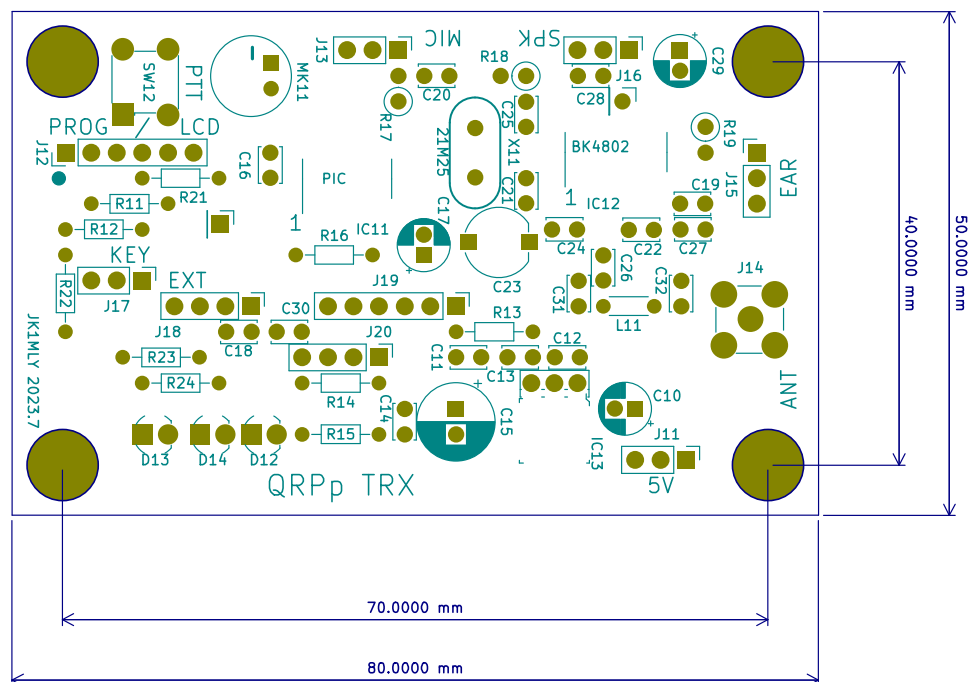 MIC
SPK
J13
R18
C29
SW12
PTT
MK11
C20
C28
J16
PROG
LCD
J12
R17
21M25
C25
X11
BK4802
R19
C16
PIC
C21
J15
EAR
R21
R11
1
IC12
C19
R12
1
IC11
C17
R16
C24
C22
C27
KEY
J17
EXT
J19
C23
C26
C31
C32
J14
R22
J18
C30
C18
J20
R13
L11
JK1MLY 2023.7
R23
R24
C11
C13
C12
R14
C14
C15
C10
ANT
D13
D14
D12
R15
IC13
J11
5V
QRPp TRX
40.0000 mm
50.0000 mm
70.0000 mm
80.0000 mm